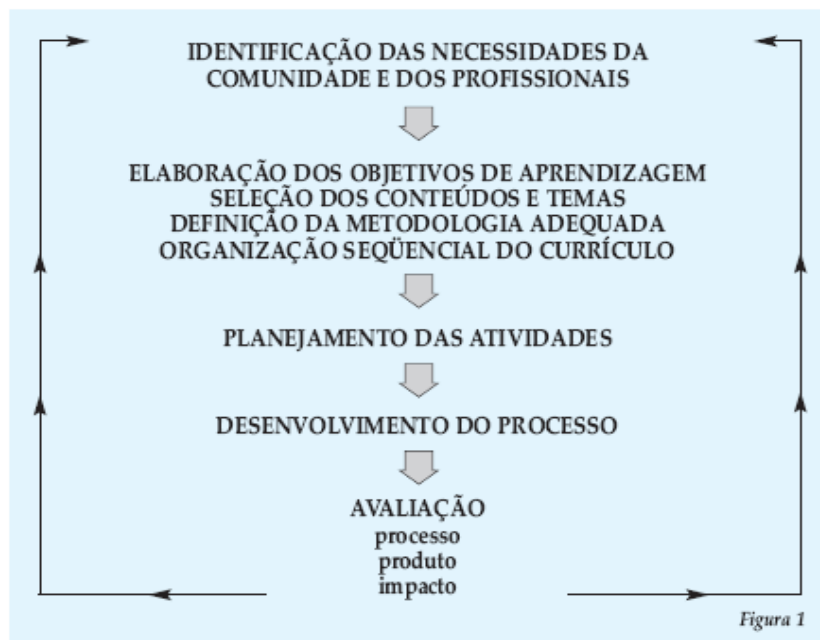 IDENTIFICAÇÃO DAS NECESSIDADES DA
COMUNIDADE E DOS PROFISSIONAIS
ELABORAÇÃO DOS OBJETIVOS DE APRENDIZAGEM
SELEÇÃO DOS CONTEÚDOS E TEMAS
DEFINIÇÃO DA METODOLOGIA ADEQUADA
ORGANIZAÇÃO SEQÜENCIAL DO CURRÍCULO
PLANEJAMENTO DAS ATIVIDADES
DESENVOLVIMENTO DO PROCESSO
AVALIAÇÃO
processo
produto
impacto
Figura 1